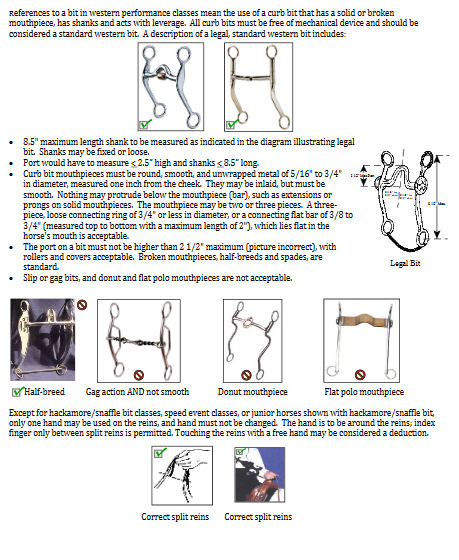 References to a bit in western performance classes mean the use of a curb bit that has a solid or broken
mouthpiece, has shanks and acts with leverage. All curb bits must be free of mechanical device and should be
considered a standard western bit. A description of a legal, standard western bit includes:
• 8.5" maximum length shank to be measured as indicated in the diagram illustrating legal
bit. Shanks may be fixed or loose.
• Port would have to measure ≤ 2.5" high and shanks ≤ 8.5" long.
• Curb bit mouthpieces must be round, smooth, and unwrapped metal of 5/16" to 3/4"
in diameter, measured one inch from the cheek. They may be inlaid, but must be
smooth. Nothing may protrude below the mouthpiece (bar), such as extensions or
prongs on solid mouthpieces. The mouthpiece may be two or three pieces. A three-
piece, loose connecting ring of 3/4" or less in diameter, or a connecting flat bar of 3/8 to
3/4" (measured top to bottom with a maximum length of 2"), which lies flat in the
horse's mouth is acceptable.
• The port on a bit must not be higher than 2 1/2" maximum (picture incorrect), with
rollers and covers acceptable. Broken mouthpieces, half-breeds and spades, are
standard.
• Slip or gag bits, and donut and flat polo mouthpieces are not acceptable.
Legal Bit
Half-breed Gag action AND not smooth Donut mouthpiece Flat polo mouthpiece
Except for hackamore/snaffle bit classes, speed event classes, or junior horses shown with hackamore/snaffle bit,
only one hand may be used on the reins, and hand must not be changed. The hand is to be around the reins; index
finger only between split reins is permitted. Touching the reins with a free hand may be considered a deduction.
Correct split reins Correct split reins